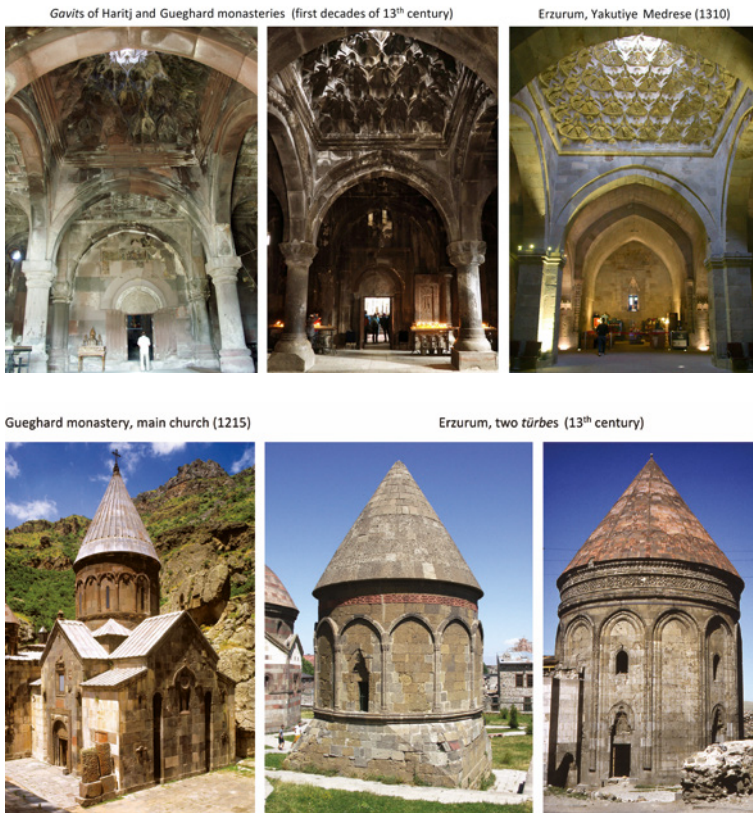 Gavits of Haritj and Gueghard monasteries (first decades of 13th century)
Erzurum, Yakutiye Medrese (1310)
Gueghard monastery, main church (1215)
Erzurum, two türbes (13th century)